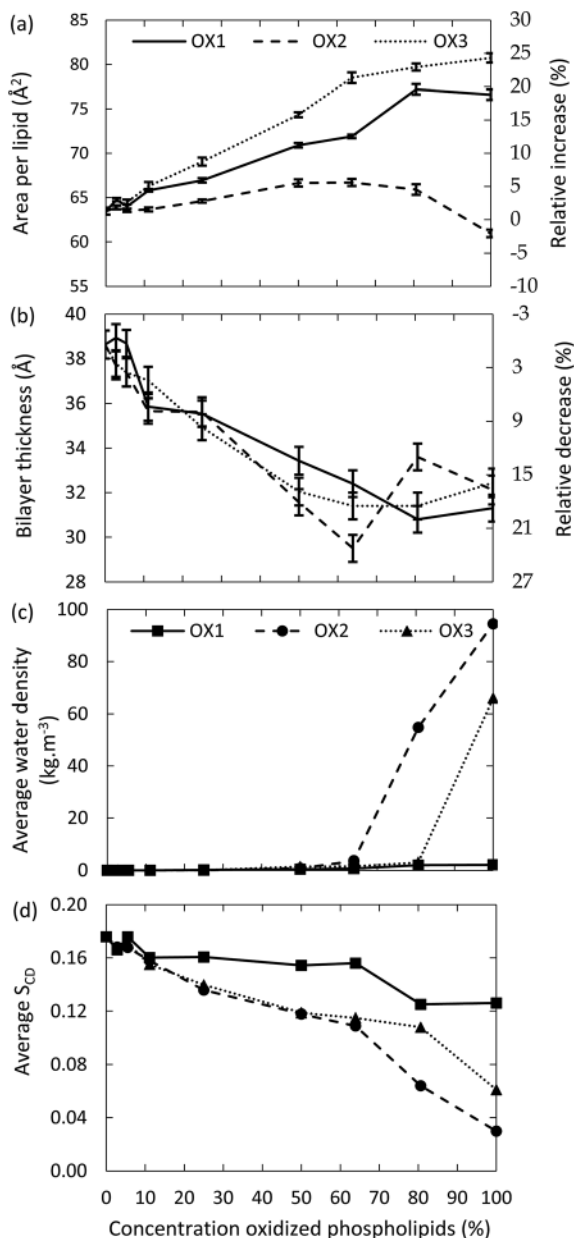 (a)
85
80
75
70
65
60
55
Area per lipid (Å²)
OX1 OX2 OX3
30
25
20
15
10
5
0
-5
-10
Relative increase (%)
(b)
40
38
36
34
32
30
28
Bilayer thickness (Å)
-3
3
9
15
21
27
Relative decrease (%)
(c)
100
80
60
40
20
0
Average water density
(kg.m⁻³)
OX1 OX2 OX3
(d)
0.20
0.16
0.12
0.08
0.04
0.00
Average S_CD
0 10 20 30 40 50 60 70 80 90 100
Concentration oxidized phospholipids (%)